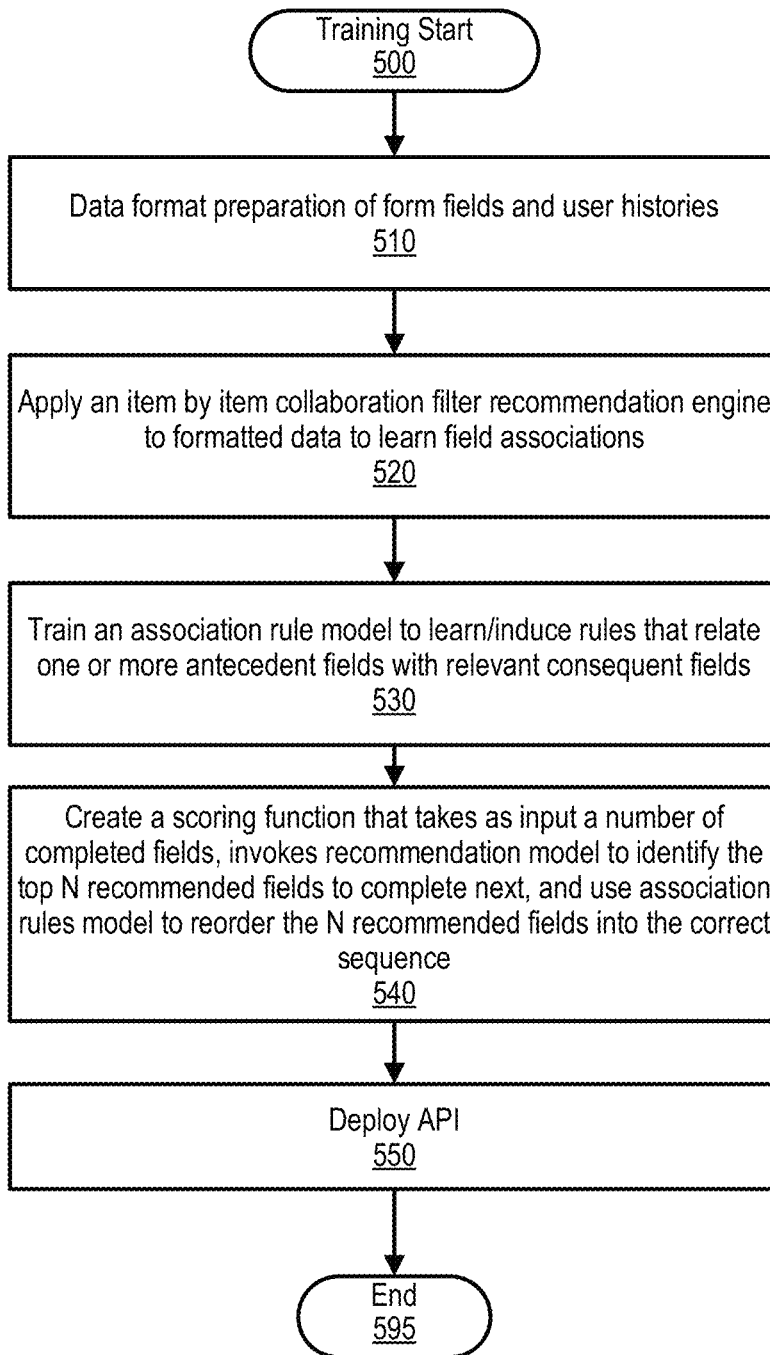 Training Start
500
Data format preparation of form fields and user histories
510
Apply an item by item collaboration filter recommendation engine
to formatted data to learn field associations
520
Train an association rule model to learn/induce rules that relate
one or more antecedent fields with relevant consequent fields
530
Create a scoring function that takes as input a number of
completed fields, invokes recommendation model to identify the
top N recommended fields to complete next, and use association
rules model to reorder the N recommended fields into the correct
sequence
540
Deploy API
550
End
595